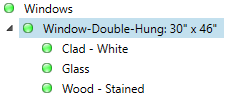 Windows
Window-Double-Hung: 30" x 46"
Clad - White
Glass
Wood - Stained